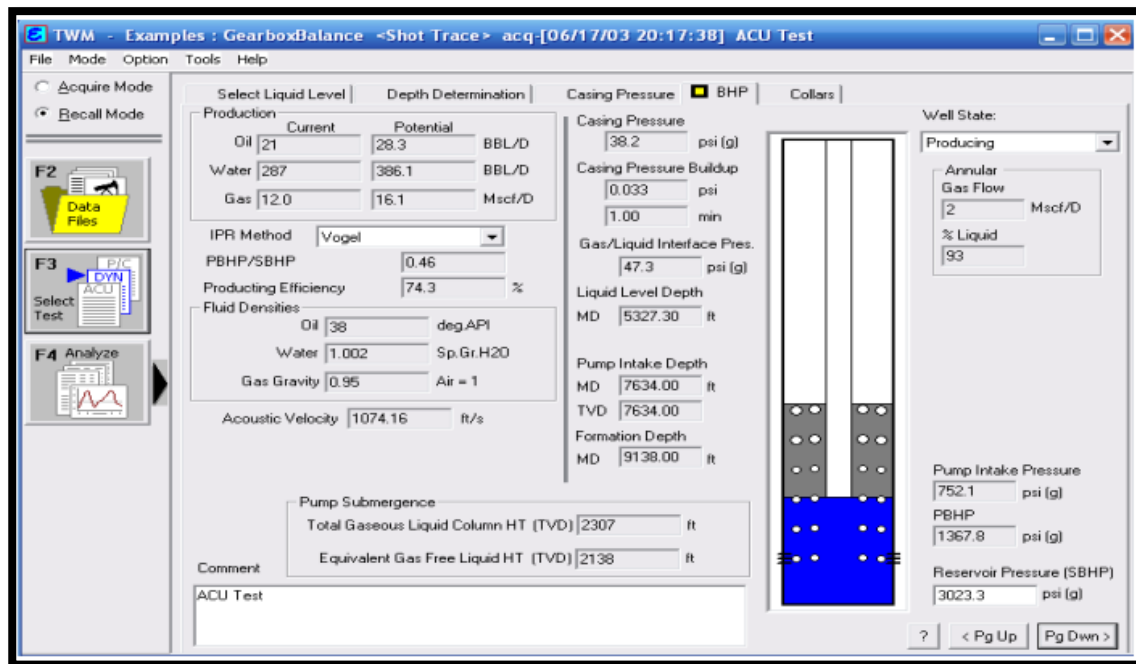 TWM - Examples : GearboxBalance <Shot Trace> acq-[06/17/03 20:17:38] ACU Test
File Mode Option Tools Help
Acquire Mode
Recall Mode
F2
Data
Files
F3
P/C
DYN
ACU
Select
Test
F4 Analyze
Select Liquid Level Depth Determination Casing Pressure BHP Collars
Production
Current Potential
Oil 21 28.3 BBL/D
Water 287 386.1 BBL/D
Gas 12.0 16.1 Mscf/D
IPR Method Vogel
PBHP/SBHP 0.46
Producting Efficiency 74.3 %
Fluid Densities
Oil 38 deg.API
Water 1.002 Sp.Gr.H2O
Gas Gravity 0.95 Air = 1
Acoustic Velocity 1074.16 ft/s
Casing Pressure
38.2 psi (g)
Casing Pressure Buildup
0.033 psi
1.00 min
Gas/Liquid Interface Pres.
47.3 psi (g)
Liquid Level Depth
MD 5327.30 ft
Pump Intake Depth
MD 7634.00 ft
TVD 7634.00
Formation Depth
MD 9138.00 ft
Pump Submergence
Total Gaseous Liquid Column HT (TVD) 2307 ft
Equivalent Gas Free Liquid HT (TVD) 2138 ft
Comment
ACU Test
Well State:
Producing
Annular
Gas Flow
2 Mscf/D
% Liquid
93
Pump Intake Pressure
752.1 psi (g)
PBHP
1367.8 psi (g)
Reservoir Pressure (SBHP)
3023.3 psi (g)
? < Pg Up Pg Dwn >